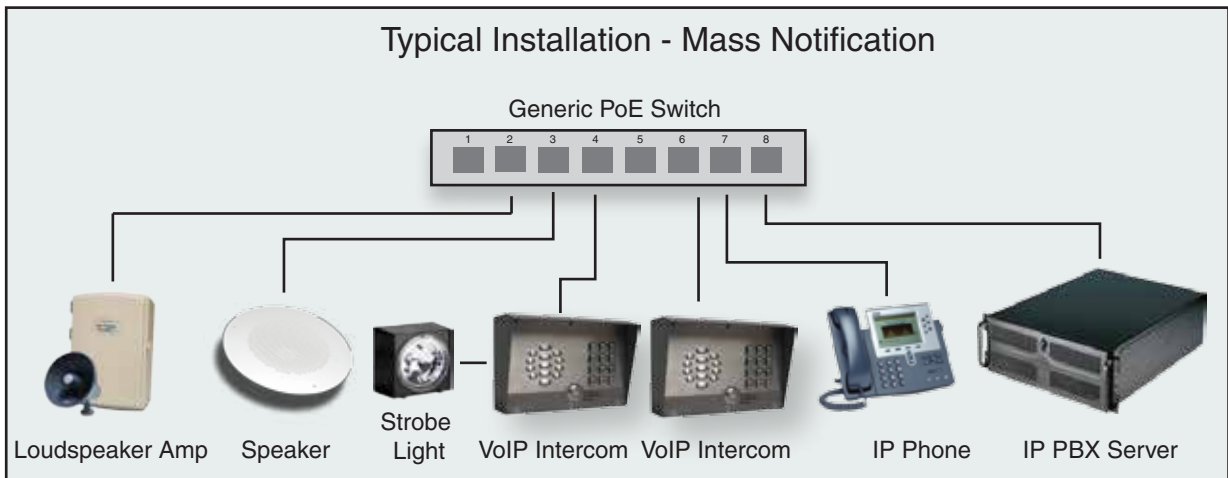 Typical Installation - Mass Notification
Generic PoE Switch
1 2 3 4 5 6 7 8
Loudspeaker Amp
Speaker
Strobe
Light
VoIP Intercom
VoIP Intercom
IP Phone
IP PBX Server